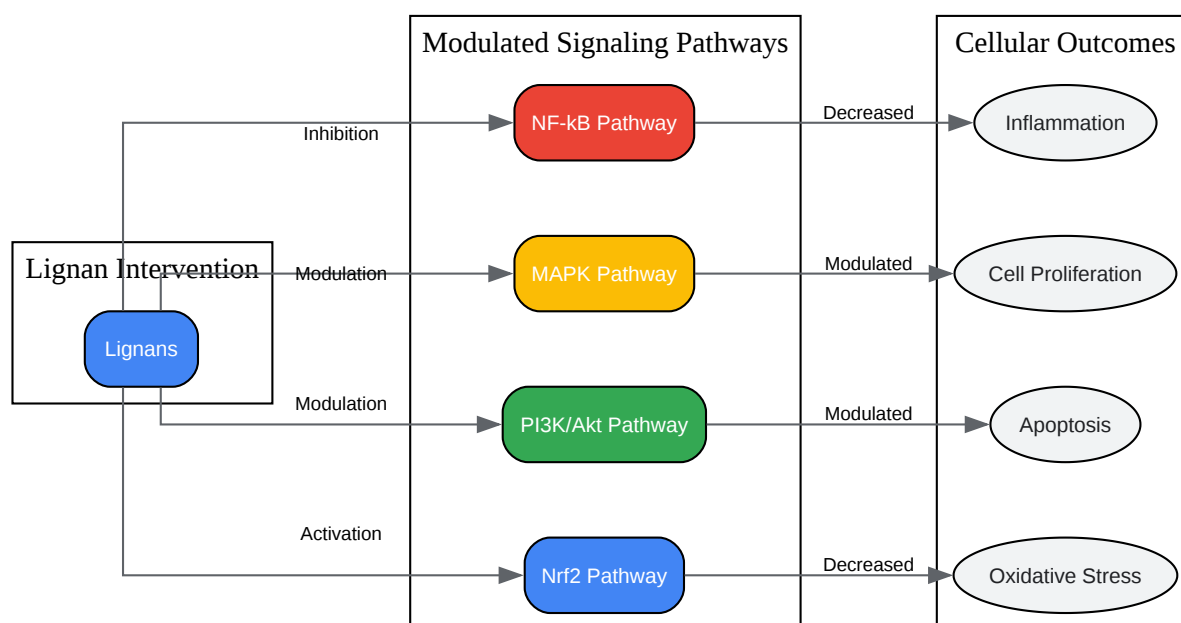 Modulated Signaling Pathways
Cellular Outcomes
Inhibition
NF-kB Pathway
Decreased
Inflammation
Lignan Intervention
Modulation
MAPK Pathway
Modulated
Cell Proliferation
Lignans
Modulation
PI3K/Akt Pathway
Modulated
Apoptosis
Activation
Nrf2 Pathway
Decreased
Oxidative Stress